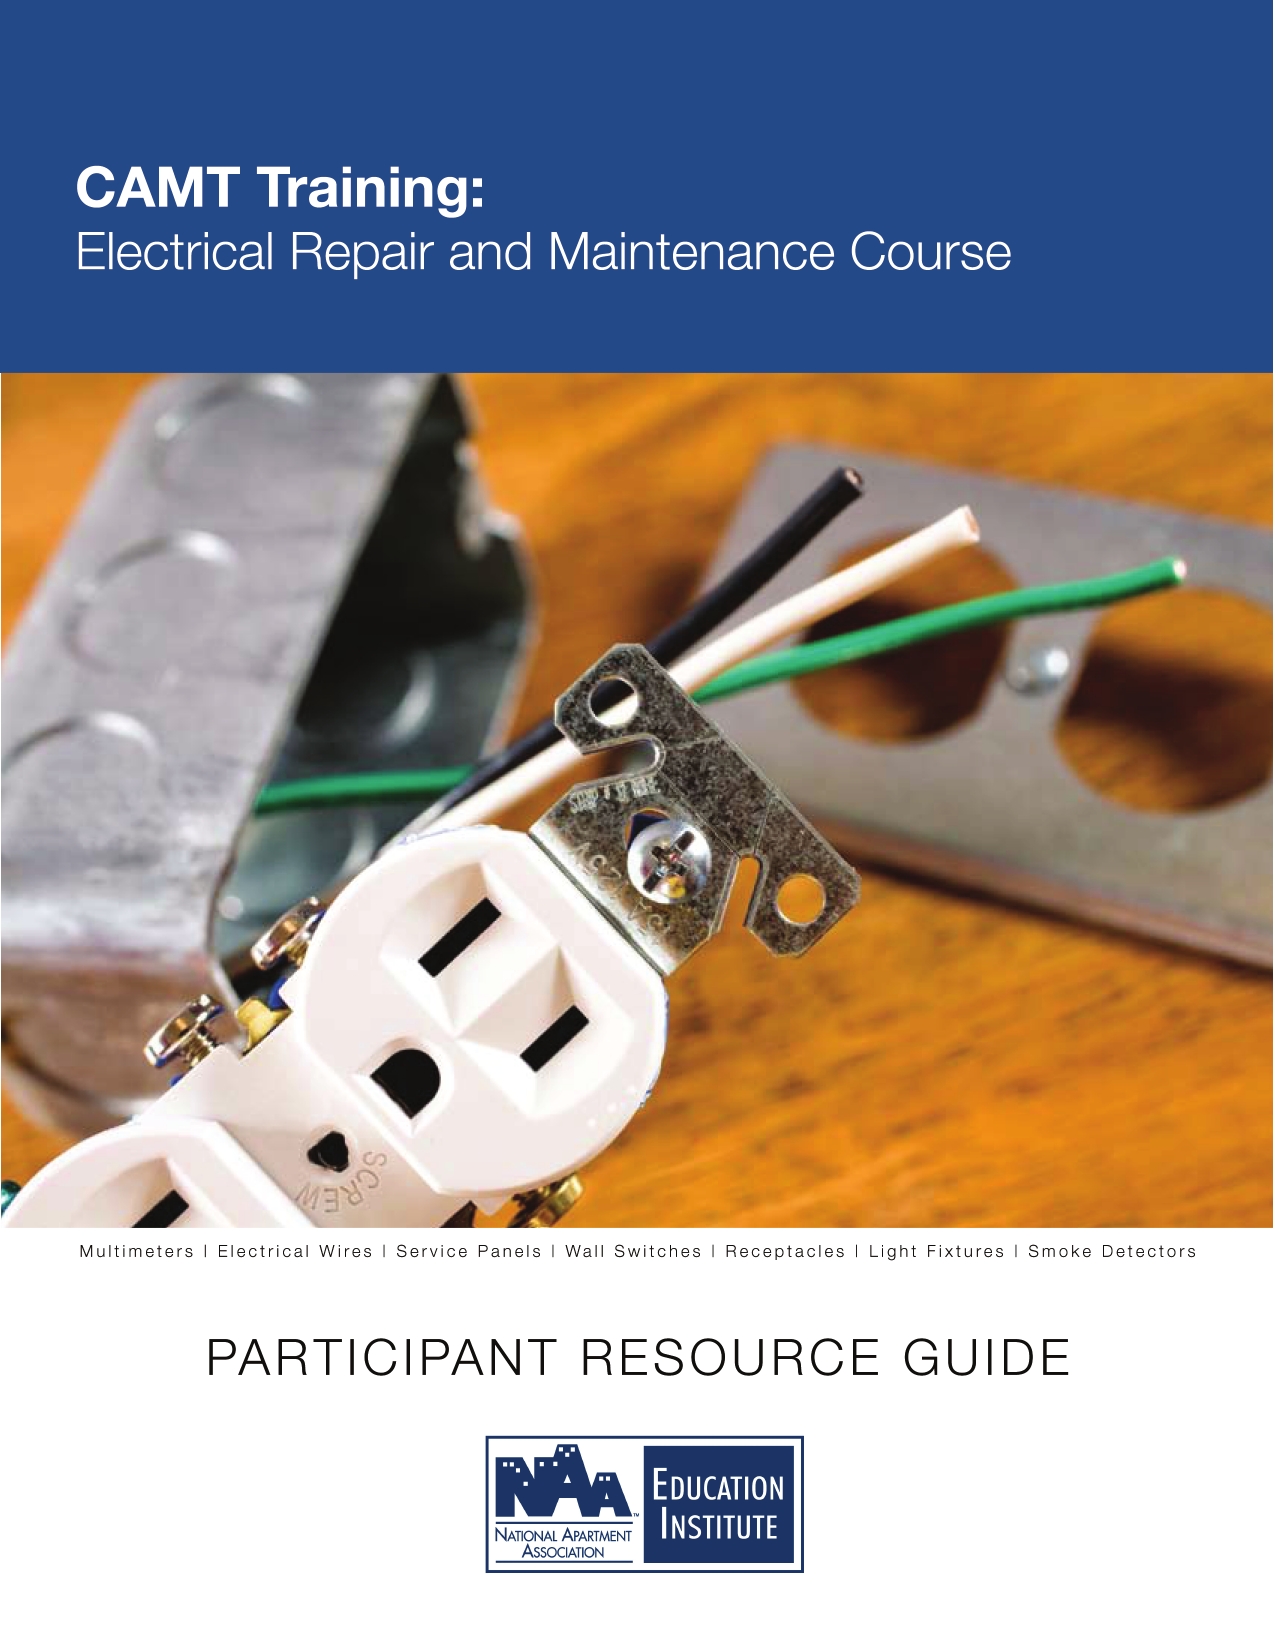 CAMT Training:
Electrical Repair and Maintenance Course
SCREW
Multimeters | Electrical Wires | Service Panels | Wall Switches | Receptacles | Light Fixtures | Smoke Detectors
PARTICIPANT RESOURCE GUIDE
NAA™
NATIONAL APARTMENT
ASSOCIATION
EDUCATION
INSTITUTE